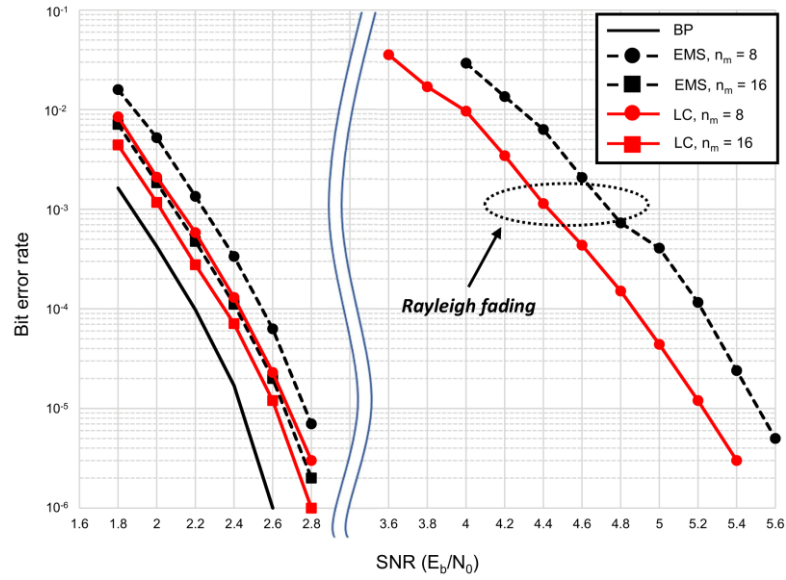 10⁻¹
10⁻²
10⁻³
10⁻⁴
10⁻⁵
10⁻⁶
Bit error rate
BP
EMS, nₘ = 8
EMS, nₘ = 16
LC, nₘ = 8
LC, nₘ = 16
Rayleigh fading
1.6 1.8 2 2.2 2.4 2.6 2.8 3.6 3.8 4 4.2 4.4 4.6 4.8 5 5.2 5.4 5.6
SNR (E_b/N₀)